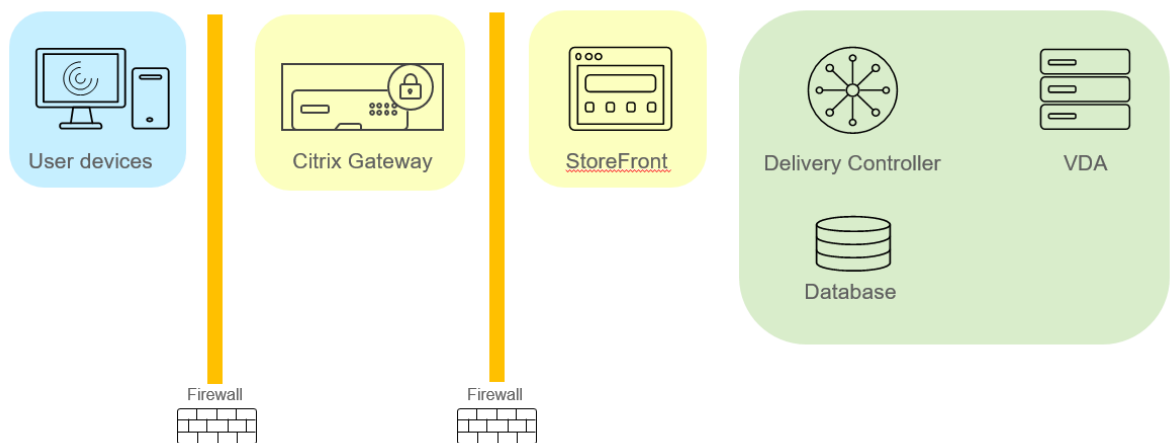 User devices
Citrix Gateway
StoreFront
Delivery Controller
VDA
Database
Firewall
Firewall